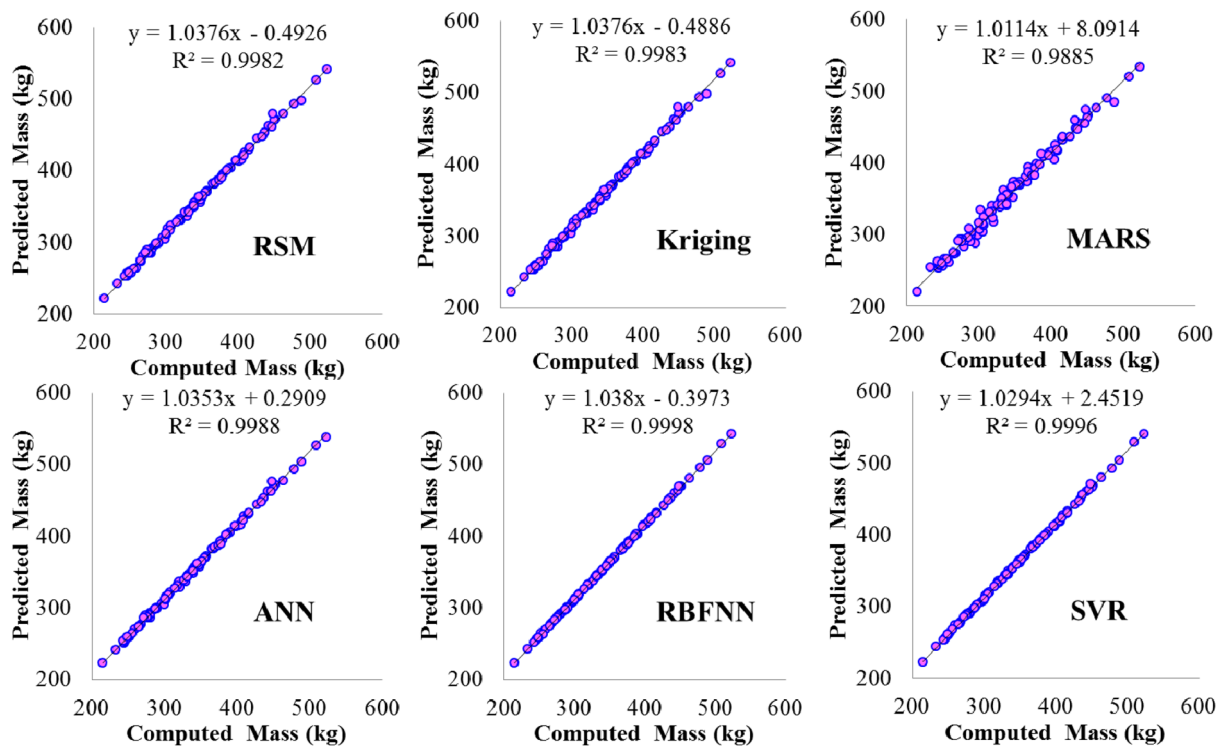 600
y = 1.0376x - 0.4926
R² = 0.9982
500
400
300
200
Predicted Mass (kg)
RSM
200 300 400 500 600
Computed Mass (kg)
600
y = 1.0376x - 0.4886
R² = 0.9983
500
400
300
200
Predicted Mass (kg)
Kriging
200 300 400 500 600
Computed Mass (kg)
600
y = 1.0114x + 8.0914
R² = 0.9885
500
400
300
200
Predicted Mass (kg)
MARS
200 300 400 500 600
Computed Mass (kg)
600
y = 1.0353x + 0.2909
R² = 0.9988
500
400
300
200
Predicted Mass (kg)
ANN
200 300 400 500 600
Computed Mass (kg)
600
y = 1.038x - 0.3973
R² = 0.9998
500
400
300
200
Predicted Mass (kg)
RBFNN
200 300 400 500 600
Computed Mass (kg)
600
y = 1.0294x + 2.4519
R² = 0.9996
500
400
300
200
Predicted Mass (kg)
SVR
200 300 400 500 600
Computed Mass (kg)